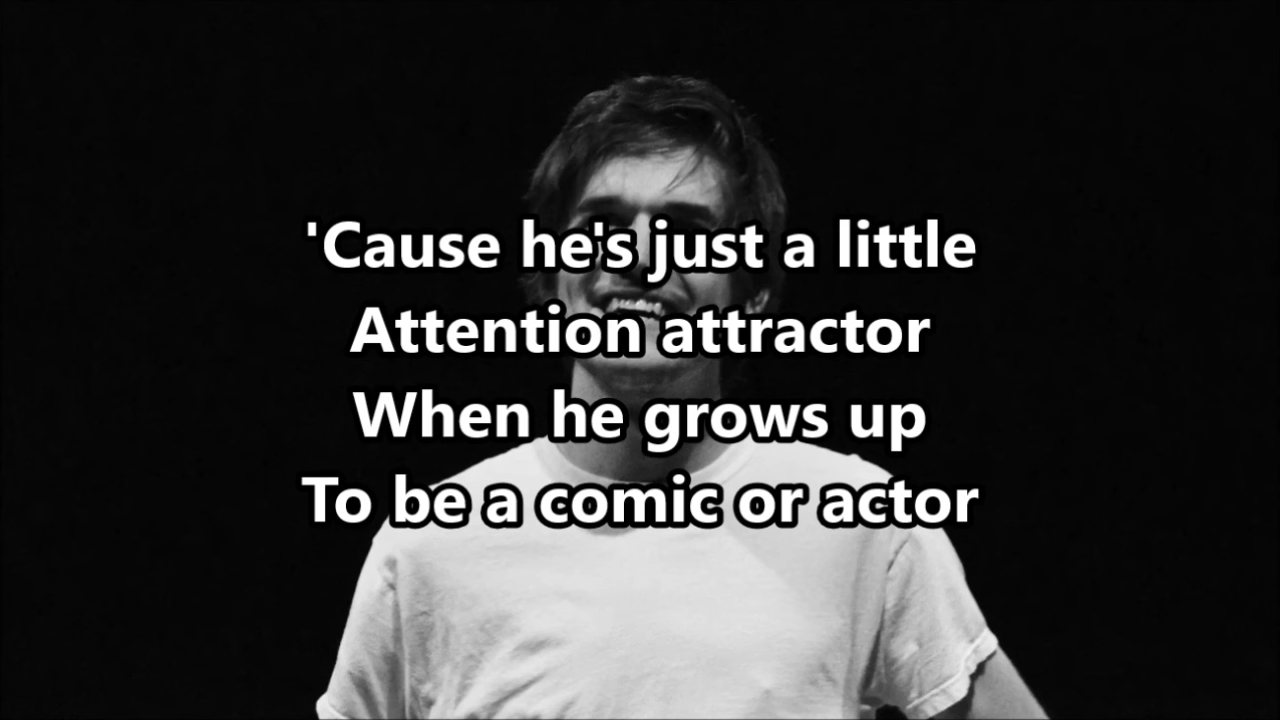 'Cause he's just a little
Attention attractor
When he grows up
To be a comic or actor